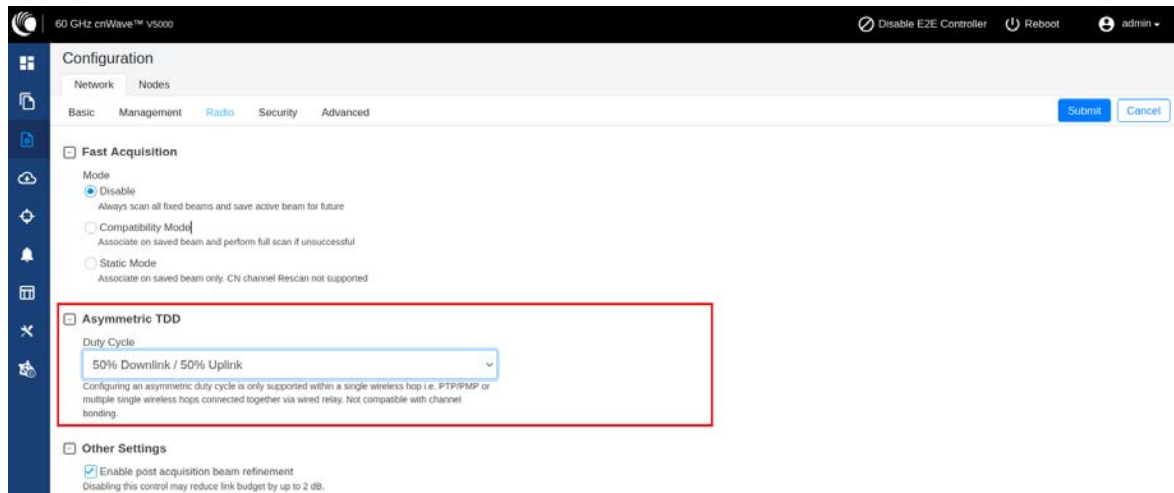 60 GHz cnWave™ V5000
Disable E2E Controller
Reboot
admin
Configuration
Network Nodes
Basic Management Radio Security Advanced
Submit Cancel
Fast Acquisition
Mode
Disable
Always scan all fixed beams and save active beam for future
Compatibility Mode
Associate on saved beam and perform full scan if unsuccessful
Static Mode
Associate on saved beam only. CN channel Rescan not supported
Asymmetric TDD
Duty Cycle
50% Downlink / 50% Uplink
Configuring an asymmetric duty cycle is only supported within a single wireless hop i.e. PTP/PMP or
multiple single wireless hops connected together via wired relay. Not compatible with channel
bonding.
Other Settings
Enable post acquisition beam refinement
Disabling this control may reduce link budget by up to 2 dB.